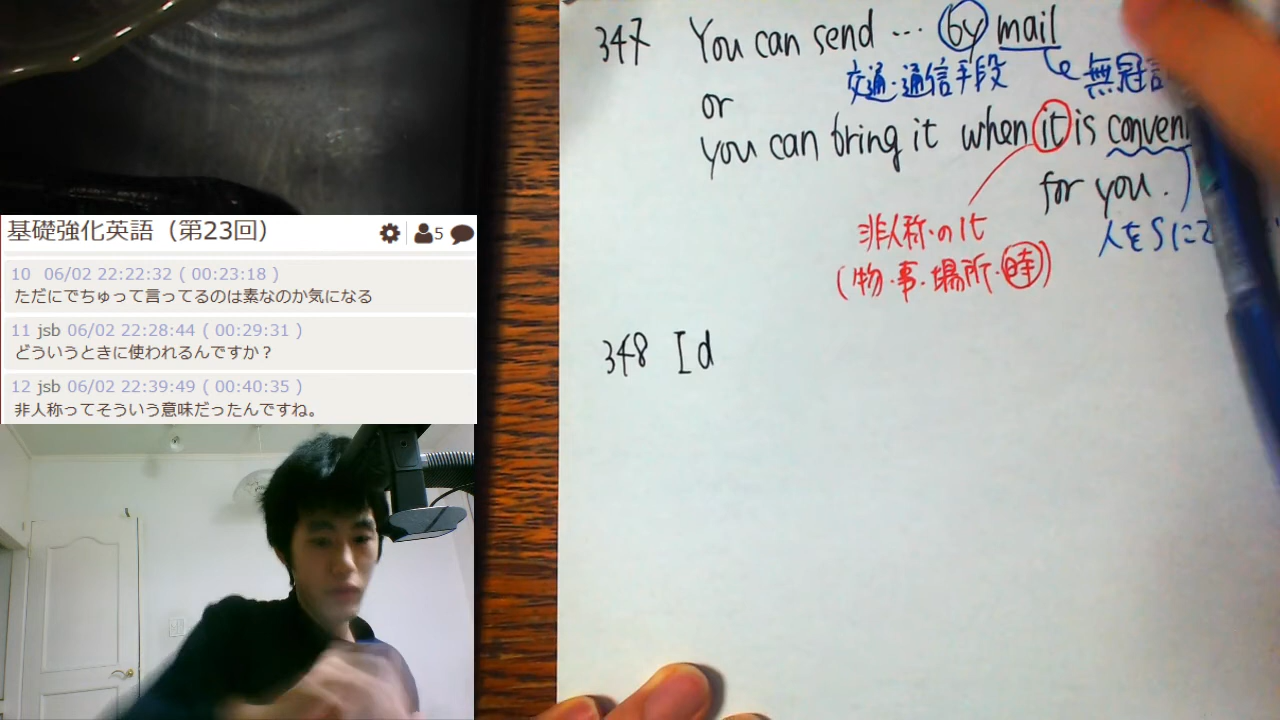 基礎強化英語（第23回）
5
10 06/02 22:22:32 ( 00:23:18 )
ただにでちゅって言ってるのは素なのか気になる
11 jsb 06/02 22:28:44 ( 00:29:31 )
どういうときに使われるんですか？
12 jsb 06/02 22:39:49 ( 00:40:35 )
非人称ってそういう意味だったんですね。
347 You can send … by mail
交通・通信手段 無冠
or
you can bring it when it is conven
for you.
非人称の it 人をSに
(物・事・場所・時)
348 I d